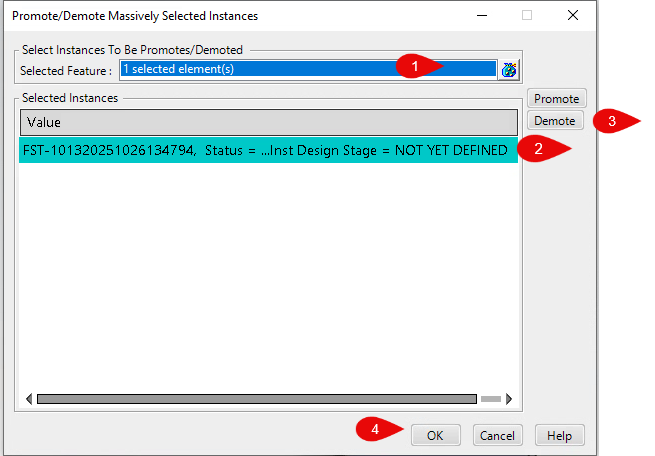 Promote/Demote Massively Selected Instances
Select Instances To Be Promotes/Demoted
Selected Feature : 1 selected element(s) 1
Selected Instances
Promote
Value
Demote 3
FST-101320251026134794, Status = ...Inst Design Stage = NOT YET DEFINED 2
4 OK Cancel Help